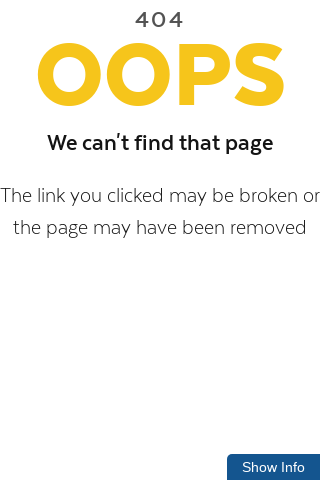 404
OOPS
We can't find that page
The link you clicked may be broken or
the page may have been removed
Show Info